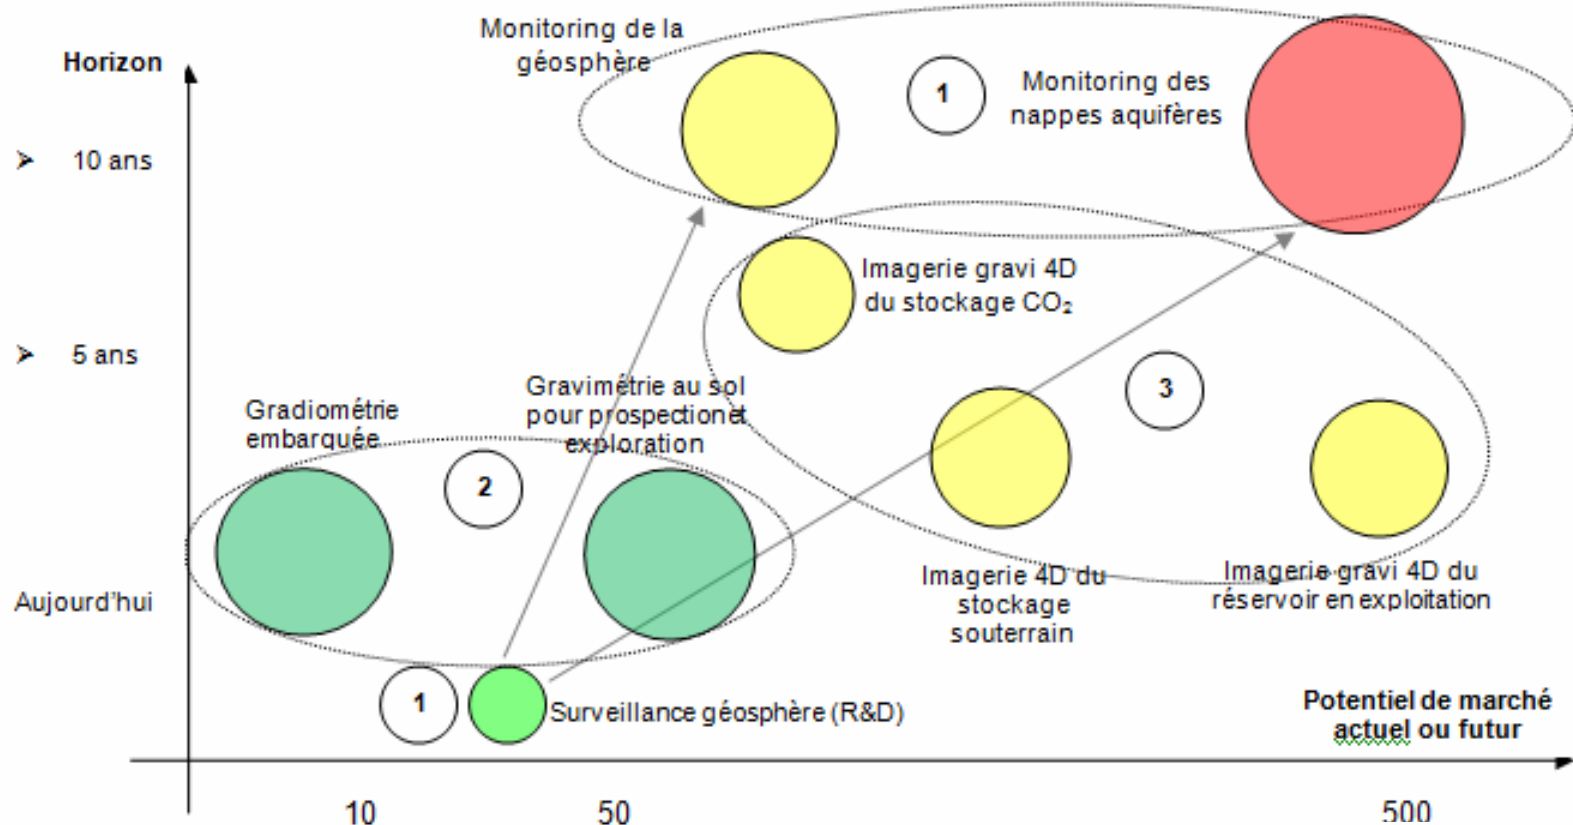 Monitoring de la
géosphère
Horizon
1
Monitoring des
nappes aquifères
➢ 10 ans
Imagerie gravi 4D
du stockage CO₂
➢ 5 ans
3
Gradiométrie
embarquée
Gravimétrie au sol
pour prospection et
exploration
2
Aujourd'hui
Imagerie 4D du
stockage
souterrain
Imagerie gravi 4D du
réservoir en exploitation
1
Surveillance géosphère (R&D)
Potentiel de marché
actuel ou futur
10
50
500